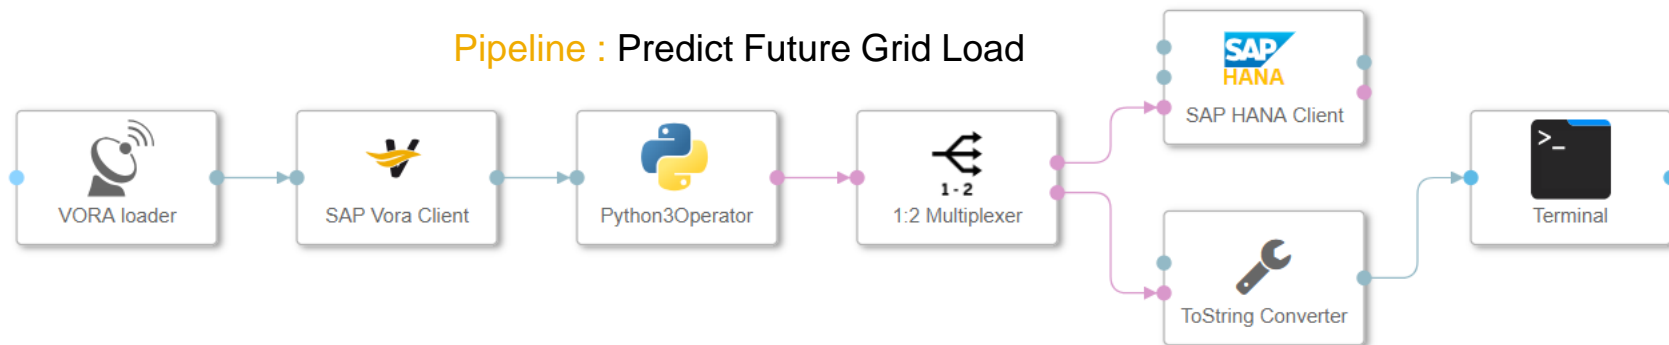 Pipeline : Predict Future Grid Load
VORA loader
SAP Vora Client
Python3Operator
1 - 2
1:2 Multiplexer
SAP
HANA
SAP HANA Client
ToString Converter
>_
Terminal